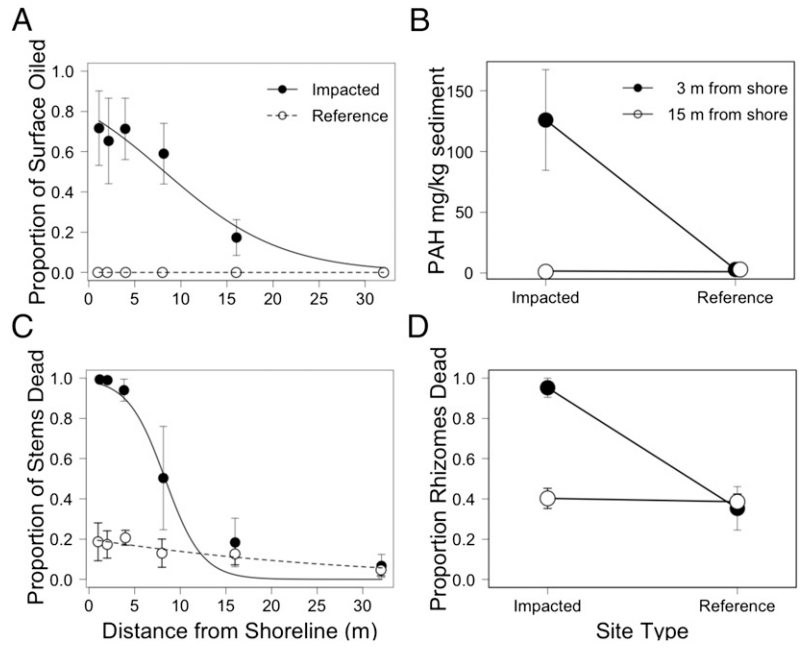 A
Proportion of Surface Oiled
1.0
0.8
0.6
0.4
0.2
0.0
Impacted
Reference
0 5 10 15 20 25 30
B
PAH mg/kg sediment
150
100
50
0
3 m from shore
15 m from shore
Impacted Reference
C
Proportion of Stems Dead
1.0
0.8
0.6
0.4
0.2
0.0
0 5 10 15 20 25 30
Distance from Shoreline (m)
D
Proportion Rhizomes Dead
1.0
0.8
0.6
0.4
0.2
0.0
Impacted Reference
Site Type